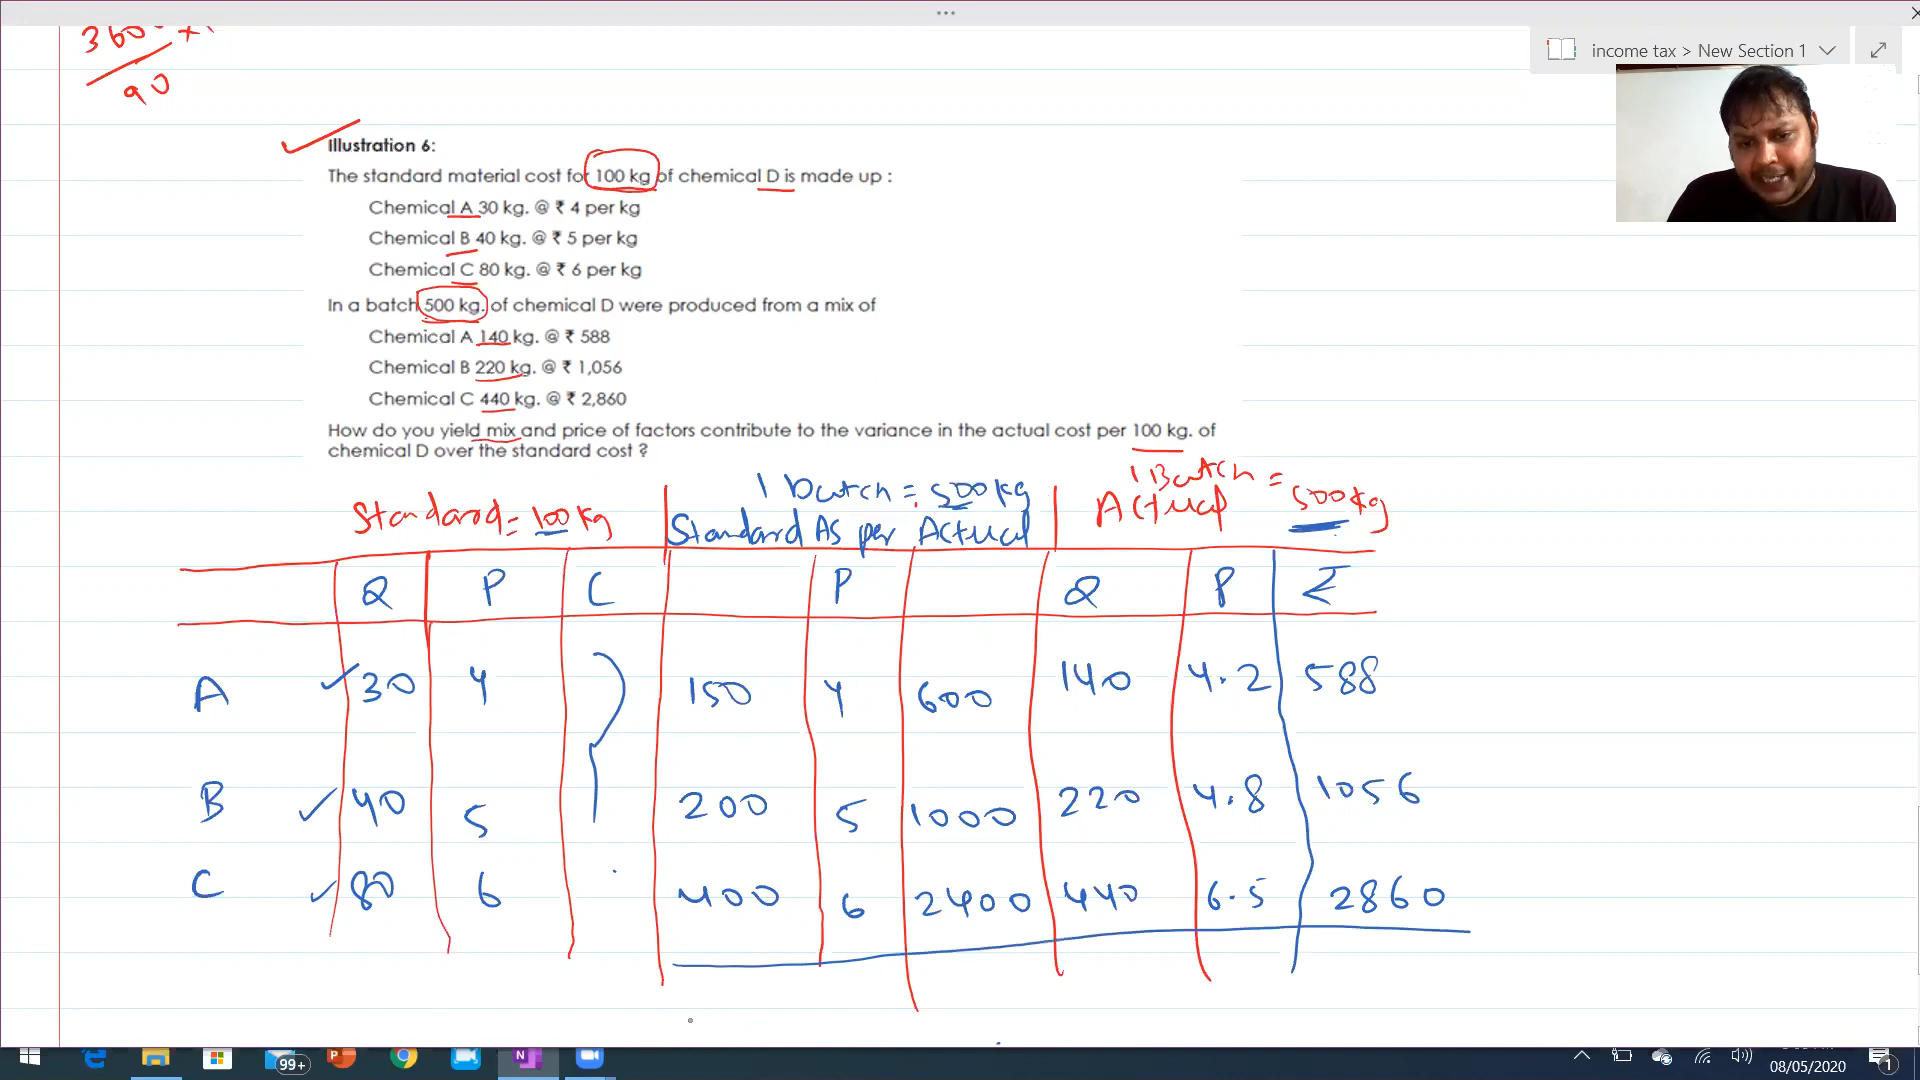 income tax > New Section 1
90
Illustration 6:
The standard material cost for 100 kg of chemical D is made up :
Chemical A 30 kg. @ ₹ 4 per kg
Chemical B 40 kg. @ ₹ 5 per kg
Chemical C 80 kg. @ ₹ 6 per kg
In a batch 500 kg. of chemical D were produced from a mix of
Chemical A 140 kg. @ ₹ 588
Chemical B 220 kg. @ ₹ 1,056
Chemical C 440 kg. @ ₹ 2,860
How do you yield mix and price of factors contribute to the variance in the actual cost per 100 kg. of
chemical D over the standard cost ?
1 batch = 500 kg 1 Batch =
Standard = 100 kg Standard As per Actual Actual 500 kg
Q P C P Q P ₹
A 30 4 150 4 600 140 4.2 588
B 40 5 200 5 1000 220 4.8 1056
C 80 6 400 6 2400 440 6.5 2860
99+
08/05/2020
1